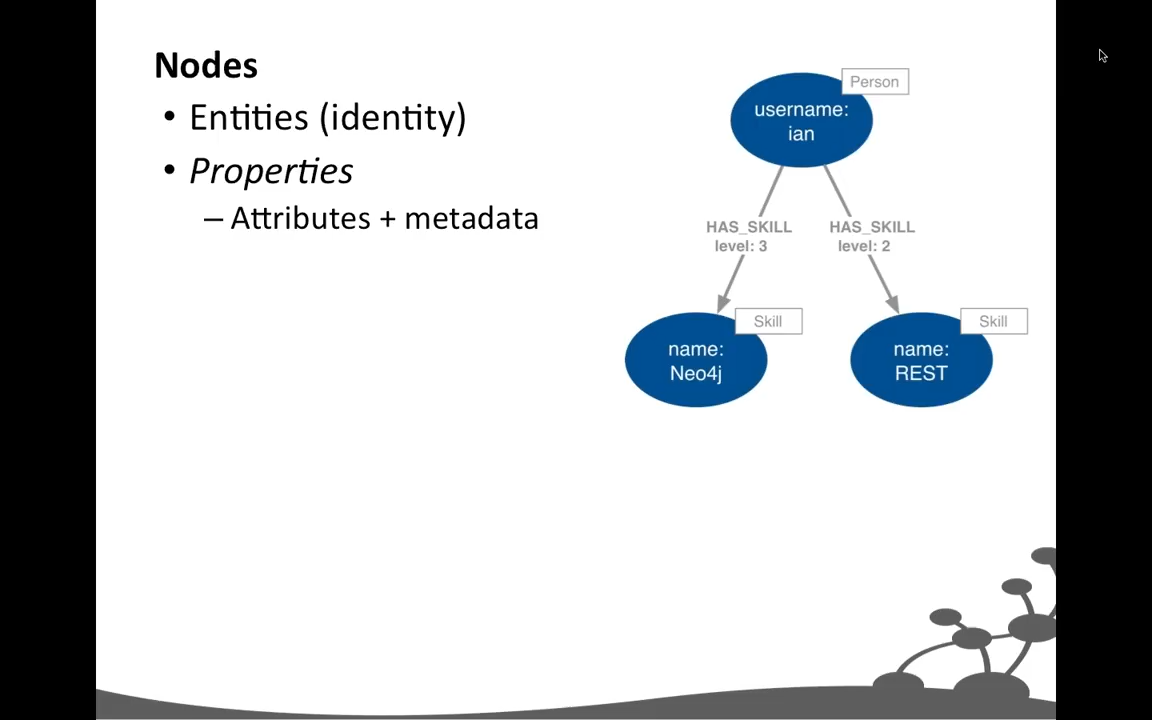 Nodes
• Entities (identity)
• Properties
– Attributes + metadata
Person
username:
ian
HAS_SKILL
level: 3
HAS_SKILL
level: 2
Skill
name:
Neo4j
Skill
name:
REST